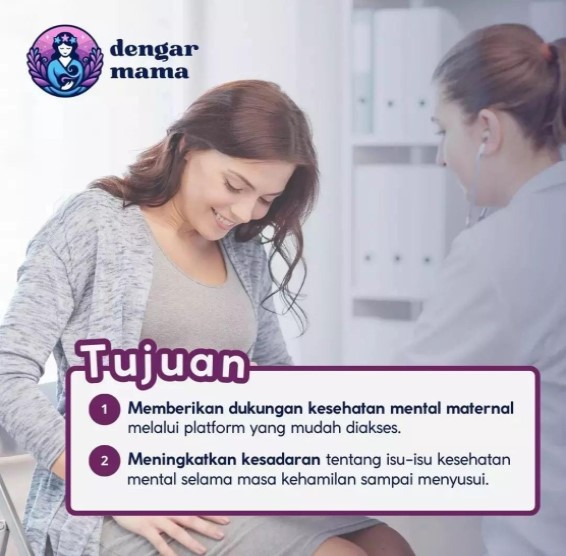 dengar
mama
Tujuan
1 Memberikan dukungan kesehatan mental maternal
melalui platform yang mudah diakses.
2 Meningkatkan kesadaran tentang isu-isu kesehatan
mental selama masa kehamilan sampai menyusui.